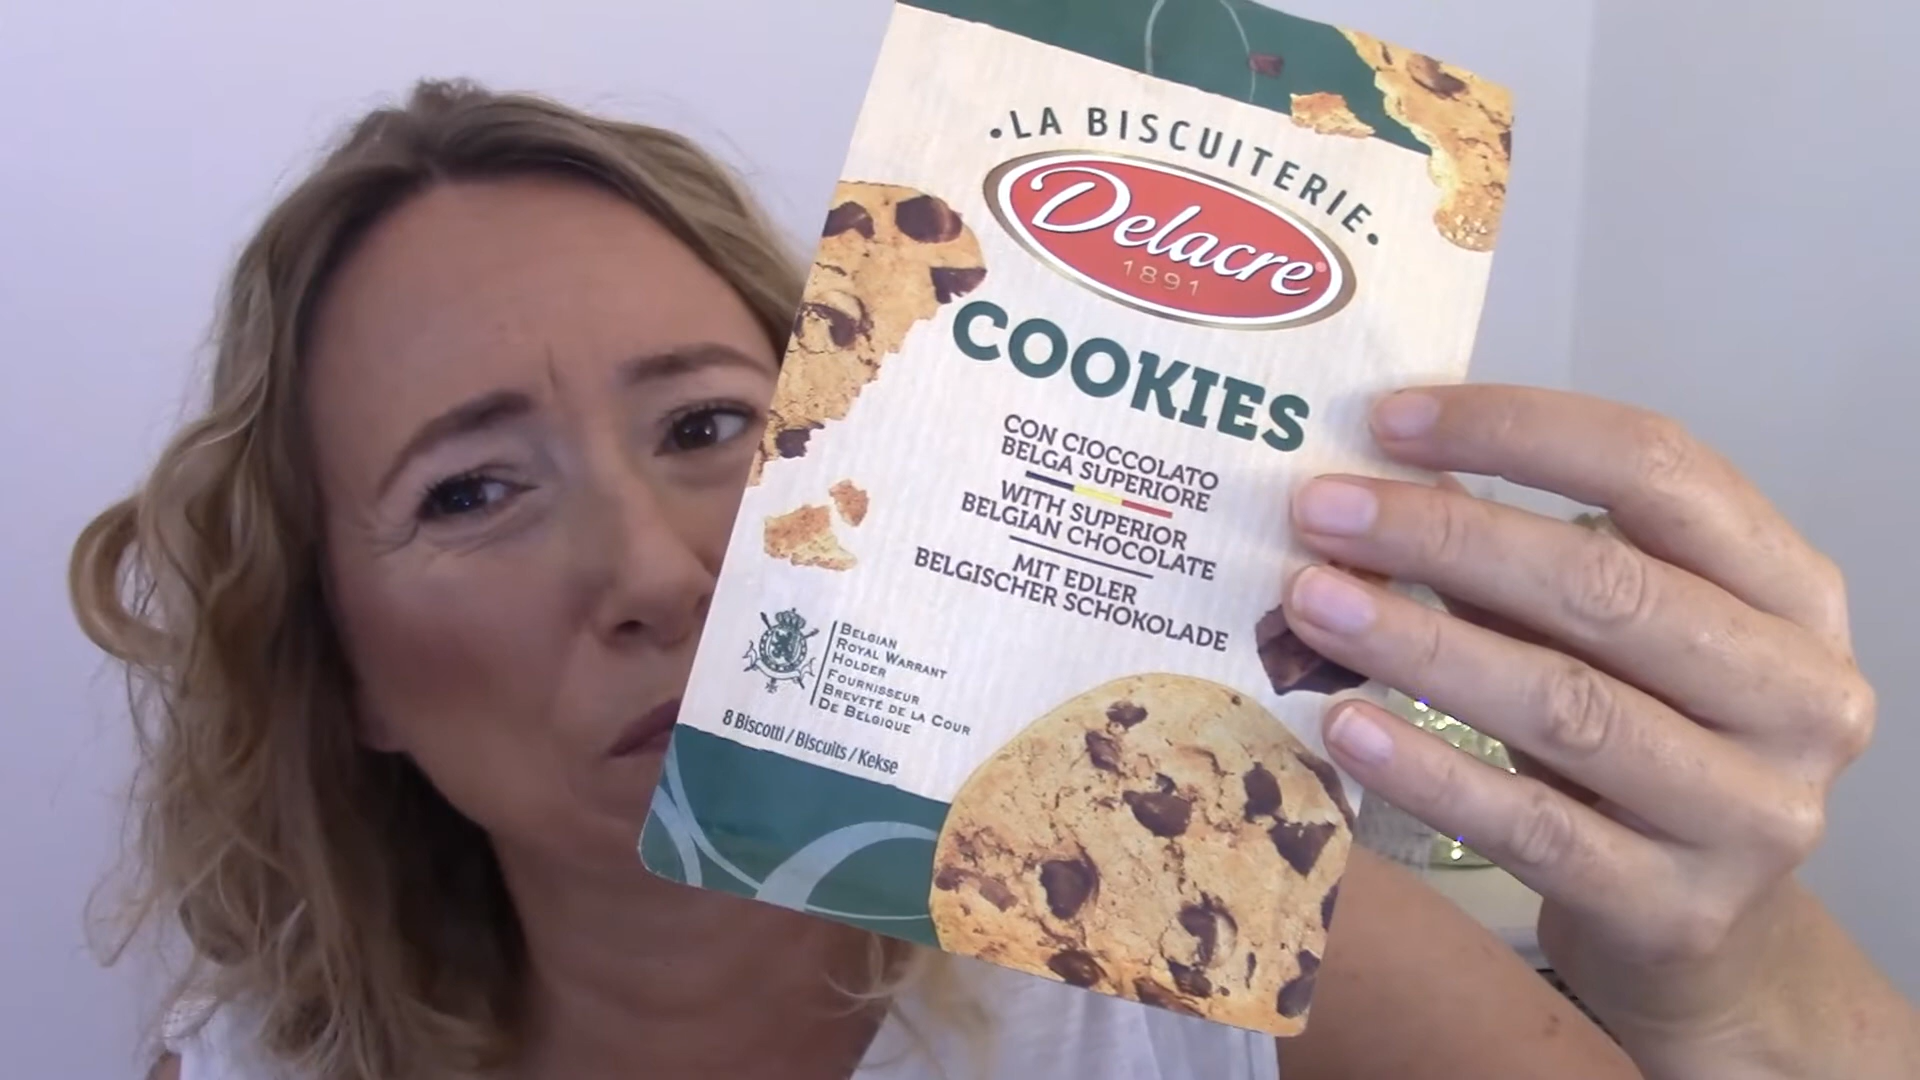 •LA BISCUITERIE•
Delacre®
1891
COOKIES
CON CIOCCOLATO
BELGA SUPERIORE
WITH SUPERIOR
BELGIAN CHOCOLATE
MIT EDLER
BELGISCHER SCHOKOLADE
BELGIAN
ROYAL WARRANT
HOLDER
FOURNISSEUR
BREVETÉ DE LA COUR
DE BELGIQUE
8 Biscotti / Biscuits / Kekse